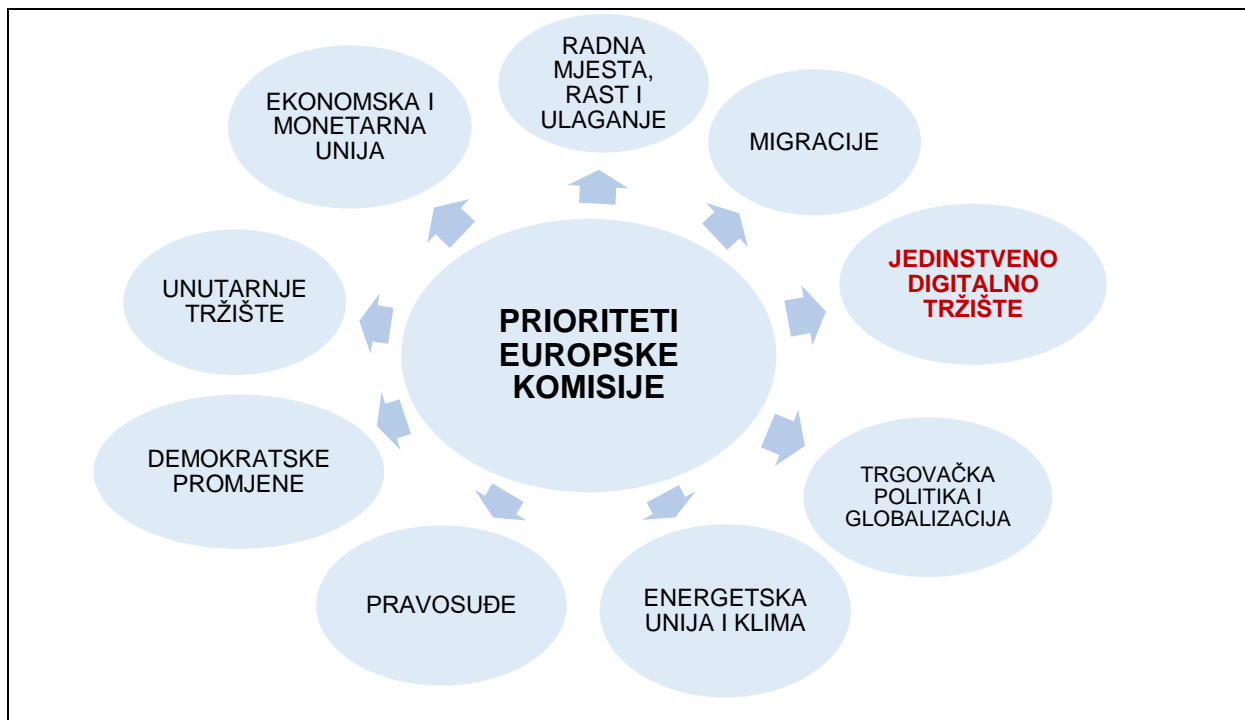 RADNA
MJESTA,
RAST I
ULAGANJE
MIGRACIJE
JEDINSTVENO
DIGITALNO
TRŽIŠTE
TRGOVAČKA
POLITIKA I
GLOBALIZACIJA
ENERGETSKA
UNIJA I KLIMA
PRAVOSUĐE
DEMOKRATSKE
PROMJENE
UNUTARNJE
TRŽIŠTE
EKONOMSKA I
MONETARNA
UNIJA
PRIORITETI
EUROPSKE
KOMISIJE